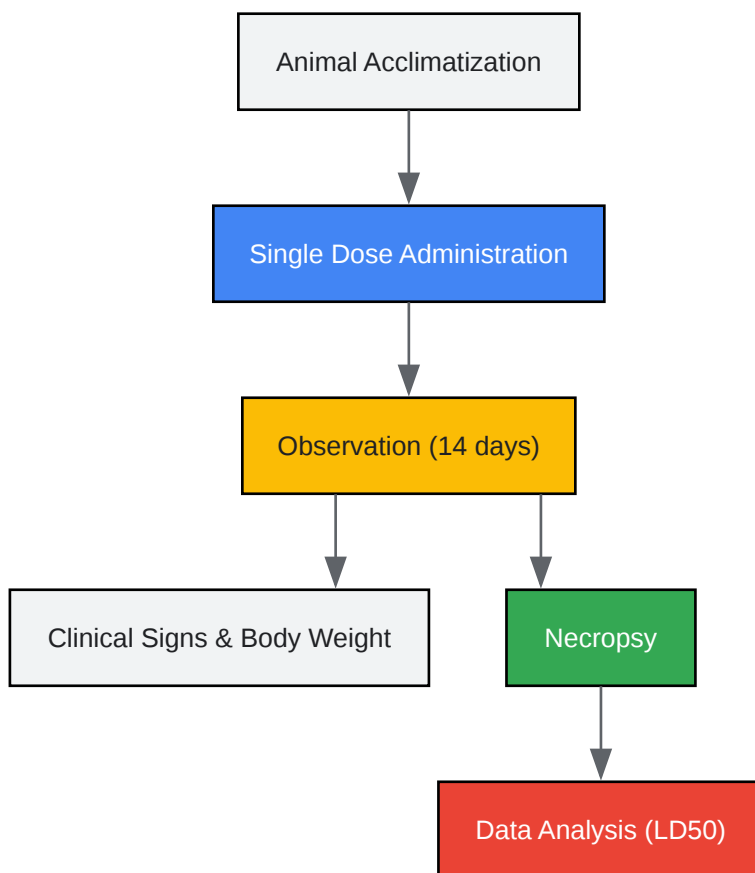 Animal Acclimatization
Single Dose Administration
Observation (14 days)
Clinical Signs & Body Weight
Necropsy
Data Analysis (LD50)